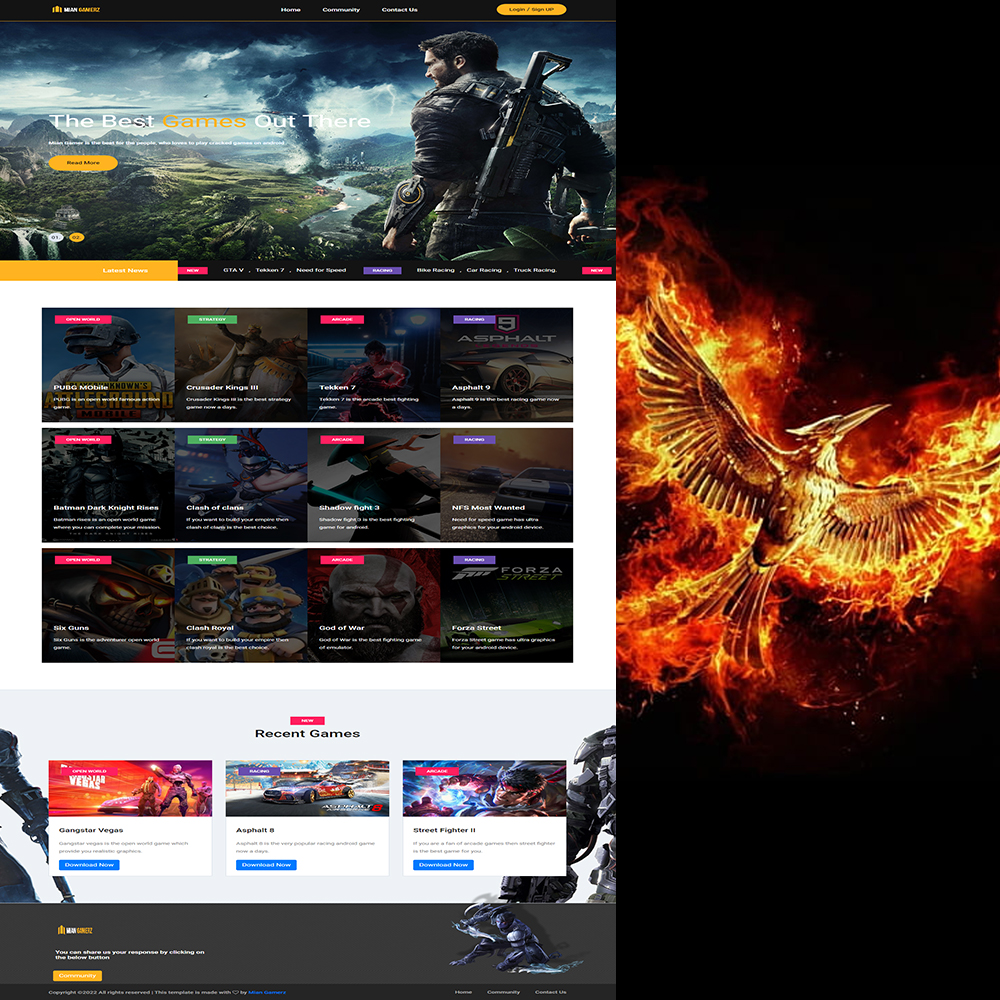 MIAN GAMERZ
Home Community Contact Us
Login / Sign UP
The Best Games Out There
Mian Gamer is the best for the people, who loves to play cracked games on android
Read More
01. 02.
Latest News NEW GTA V , Tekken 7 , Need for Speed RACING Bike Racing , Car Racing , Truck Racing. NEW
OPEN WORLD STRATEGY ARCADE RACING
ASPHALT
PUBG MObile
PUBG is an open world famous action
game.
MOBILE
Crusader Kings III
Crusader Kings III is the best strategy
game now a days.
Tekken 7
Tekken 7 is the arcade best fighting
game.
Asphalt 9
Asphalt 9 is the best racing game now
a days.
OPEN WORLD STRATEGY ARCADE RACING
Batman Dark Knight Rises
Batman rises is an open world game
where you can complete your mission.
THE DARK KNIGHT RISES
Clash of clans
If you want to build your empire then
clash of clans is the best choice.
Shadow fight 3
Shadow fight 3 is the best fighting
game for android.
NFS Most Wanted
Need for speed game has ultra
graphics for your android device.
OPEN WORLD STRATEGY ARCADE RACING
FORZA
STREET
Six Guns
Six Guns is the adventurer open world
game.
Clash Royal
If you want to build your empire then
clash royal is the best choice.
God of War
God of War is the best fighting game
of emulator.
Forza Street
Forza Street game has ultra graphics
for your android device.
NEW
Recent Games
OPEN WORLD
VEGAS
Gangstar Vegas
Gangstar vegas is the open world game which
provide you realistic graphics.
Download Now
RACING
ASPHALT 8
Asphalt 8
Asphalt 8 is the very popular racing android game
now a days.
Download Now
ARCADE
Street Fighter II
If you are a fan of arcade games then street fighter
is the best game for you.
Download Now
MIAN GAMERZ
You can share us your response by clicking on
the below button
Community
Copyright ©2022 All rights reserved | This template is made with ♡ by Mian Gamerz
Home Community Contact Us